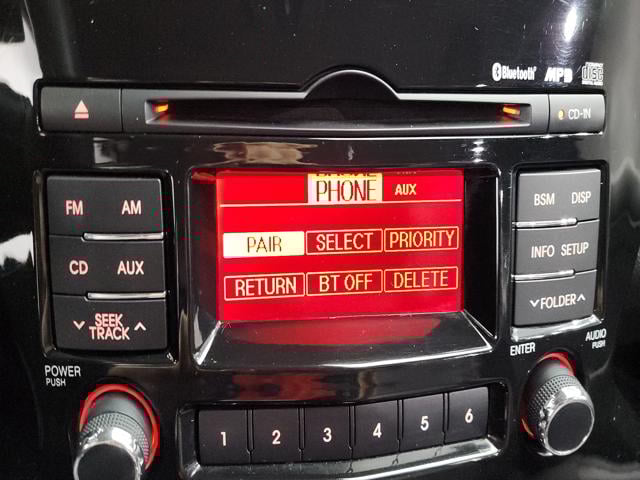 Bluetooth MP3 disc
CD-IN
PHONE AUX
FM AM
BSM DISP
PAIR SELECT PRIORITY
CD AUX
INFO SETUP
RETURN BT OFF DELETE
SEEK
TRACK
FOLDER
POWER
PUSH
ENTER
AUDIO
PUSH
1 2 3 4 5 6